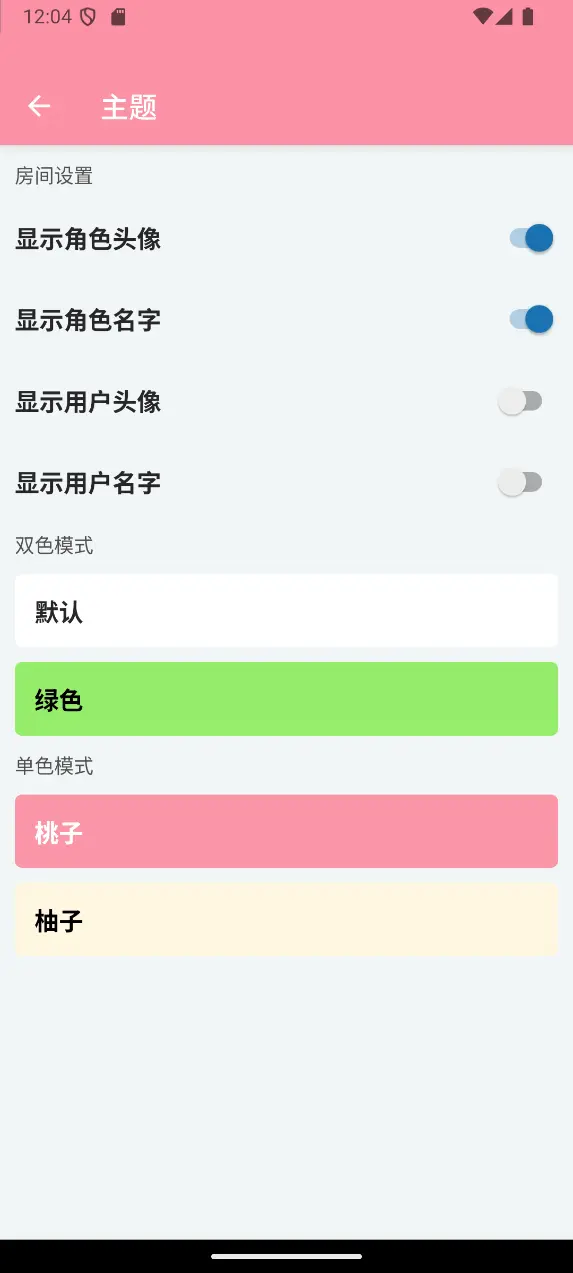 12:04
主题
房间设置
显示角色头像
显示角色名字
显示用户头像
显示用户名字
双色模式
默认
绿色
单色模式
桃子
柚子